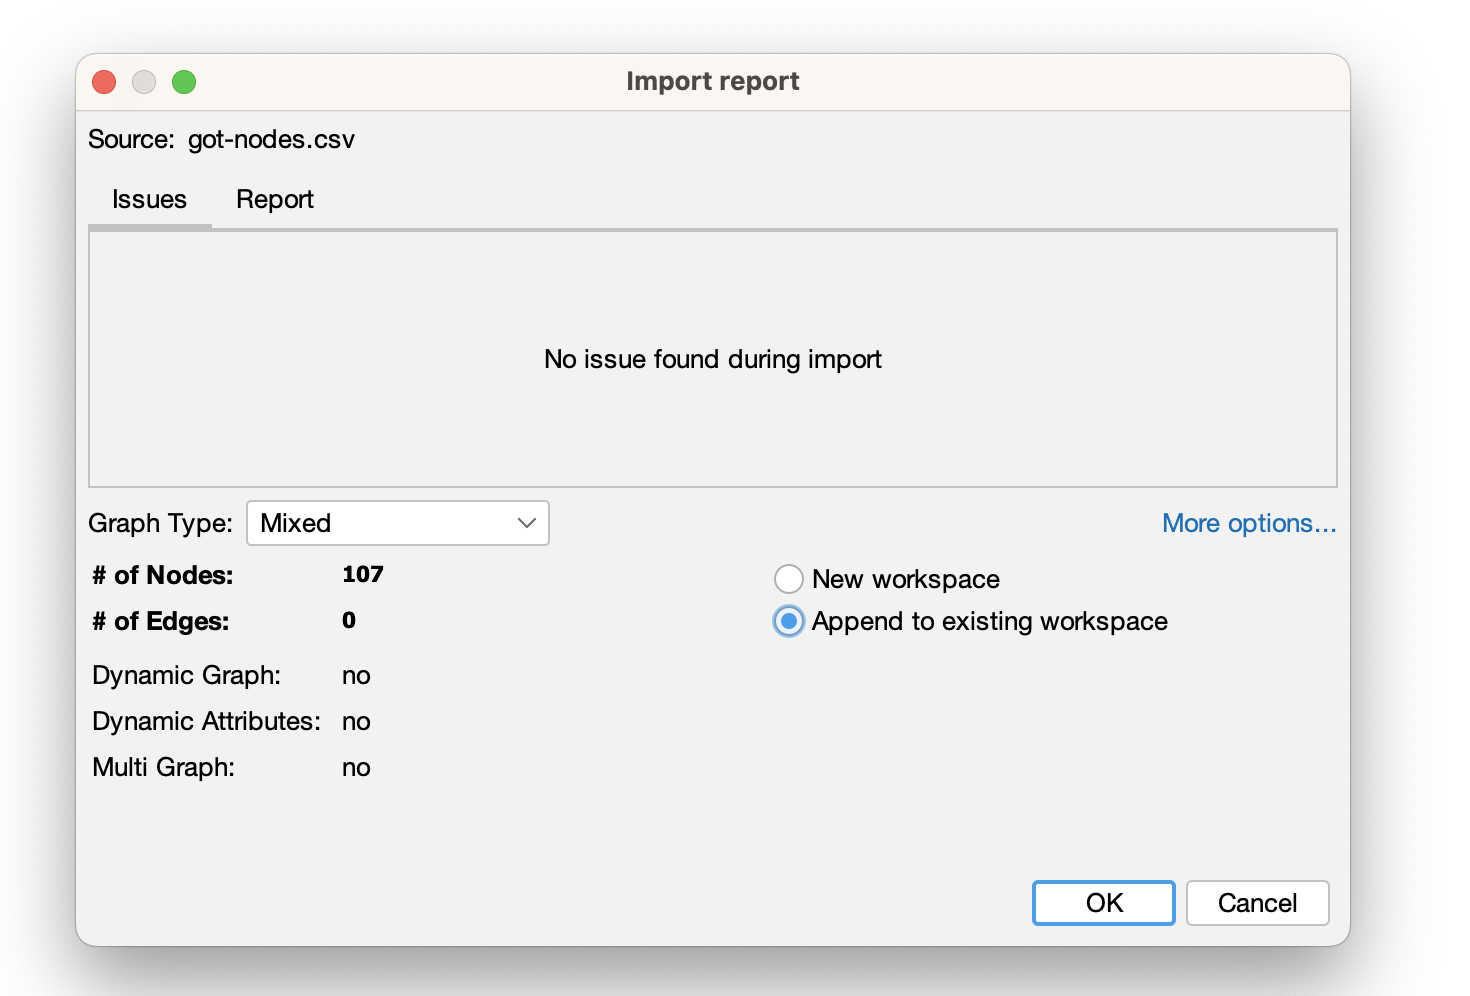 Import report
Source: got-nodes.csv
Issues Report
No issue found during import
Graph Type: Mixed More options...
# of Nodes: 107
# of Edges: 0
New workspace
Append to existing workspace
Dynamic Graph: no
Dynamic Attributes: no
Multi Graph: no
OK Cancel